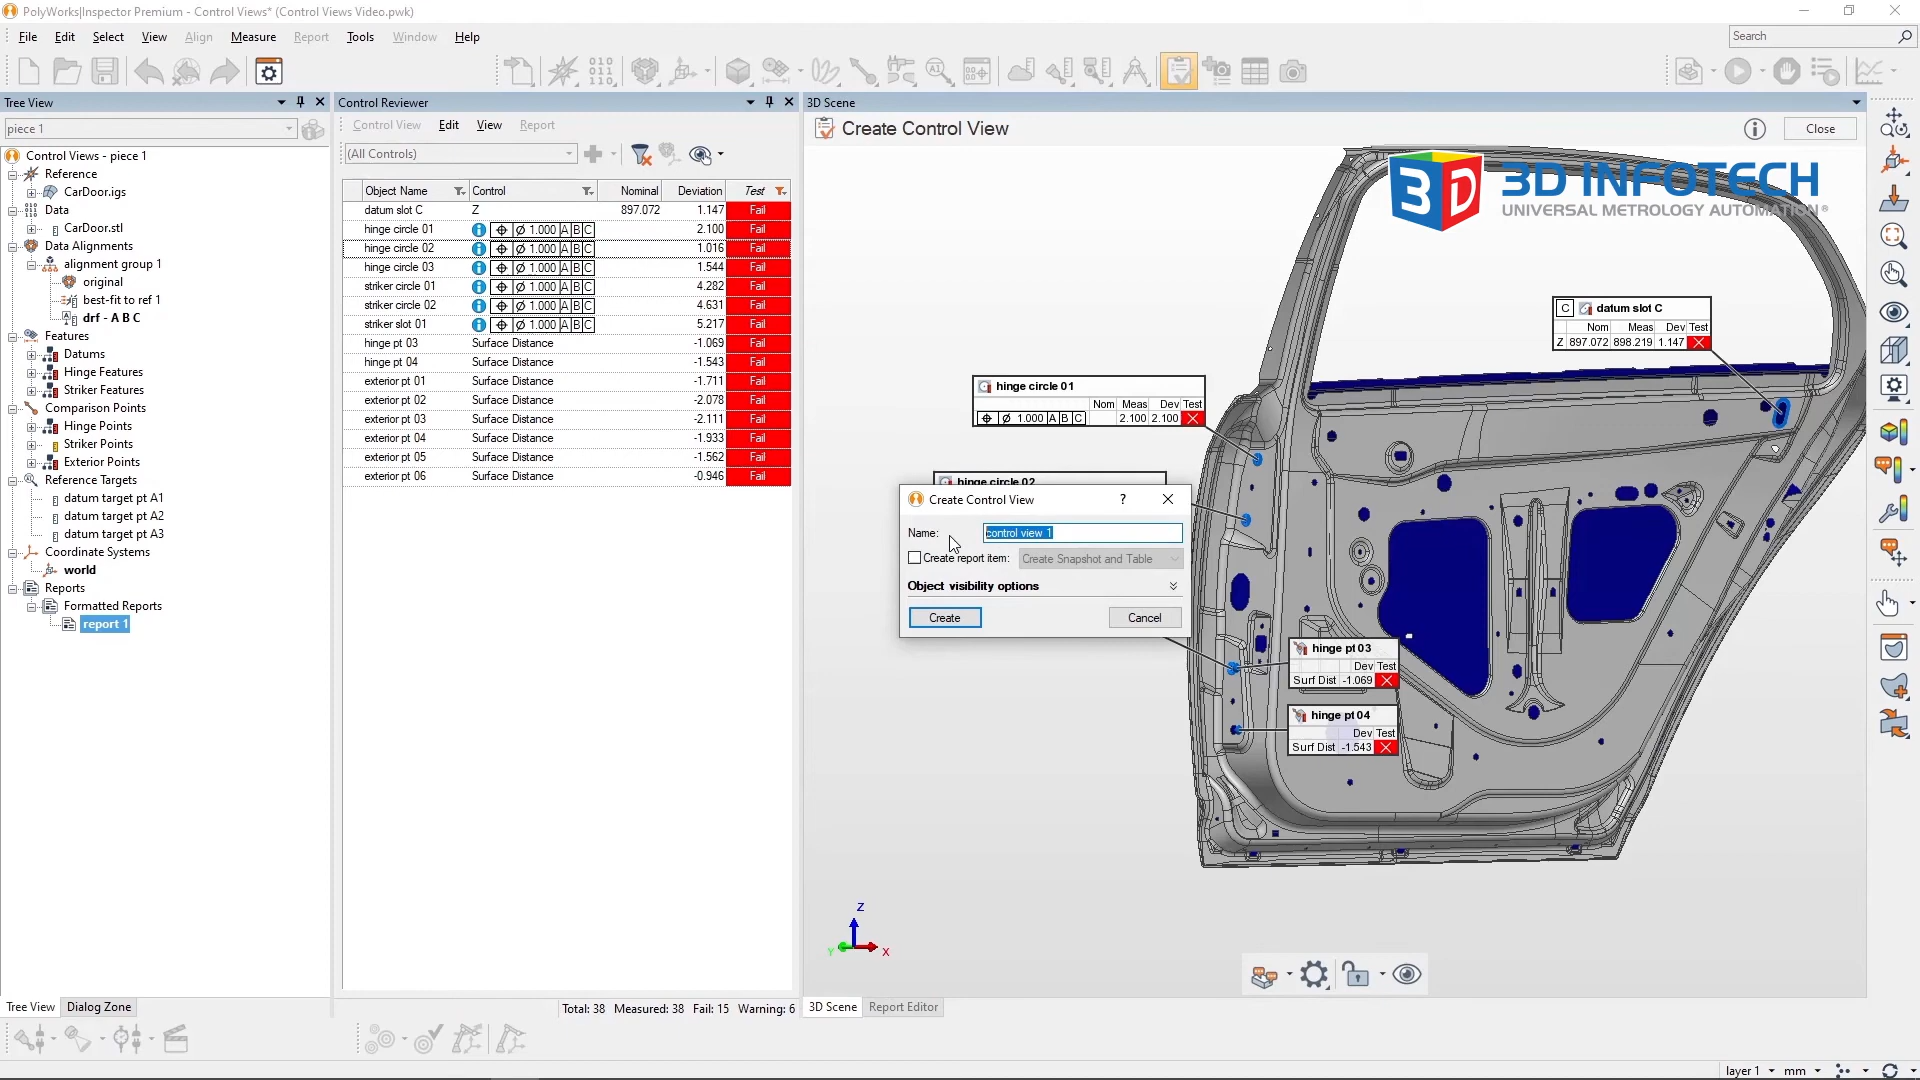 PolyWorks|Inspector Premium - Control Views* (Control Views Video.pwk)
File Edit Select View Align Measure Report Tools Window Help
Search
Tree View
piece 1
Control Views - piece 1
Reference
CarDoor.igs
Data
CarDoor.stl
Data Alignments
alignment group 1
original
best-fit to ref 1
drf - A B C
Features
Datums
Hinge Features
Striker Features
Comparison Points
Hinge Points
Striker Points
Exterior Points
Reference Targets
datum target pt A1
datum target pt A2
datum target pt A3
Coordinate Systems
world
Reports
Formatted Reports
report 1
Tree View Dialog Zone
Control Reviewer
Control View Edit View Report
(All Controls)
Object Name Control Nominal Deviation Test
datum slot C Z 897.072 1.147 Fail
hinge circle 01 ⌖ Ø 1.000 A B C 2.100 Fail
hinge circle 02 ⌖ Ø 1.000 A B C 1.016 Fail
hinge circle 03 ⌖ Ø 1.000 A B C 1.544 Fail
striker circle 01 ⌖ Ø 1.000 A B C 4.282 Fail
striker circle 02 ⌖ Ø 1.000 A B C 4.631 Fail
striker slot 01 ⌖ Ø 1.000 A B C 5.217 Fail
hinge pt 03 Surface Distance -1.069 Fail
hinge pt 04 Surface Distance -1.543 Fail
exterior pt 01 Surface Distance -1.711 Fail
exterior pt 02 Surface Distance -2.078 Fail
exterior pt 03 Surface Distance -2.111 Fail
exterior pt 04 Surface Distance -1.933 Fail
exterior pt 05 Surface Distance -1.562 Fail
exterior pt 06 Surface Distance -0.946 Fail
Total: 38 Measured: 38 Fail: 15 Warning: 6
3D Scene
Create Control View
Close
3D 3D INFOTECH
UNIVERSAL METROLOGY AUTOMATION®
C datum slot C
Nom Meas Dev Test
Z 897.072 898.219 1.147
hinge circle 01
Nom Meas Dev Test
⌖ Ø 1.000 A B C 2.100 2.100
hinge circle 02
Create Control View ?
Name: control view 1
Create report item: Create Snapshot and Table
Object visibility options
Create Cancel
hinge pt 03
Dev Test
Surf Dist -1.069
hinge pt 04
Dev Test
Surf Dist -1.543
Z
Y
X
3D Scene Report Editor
layer 1 mm